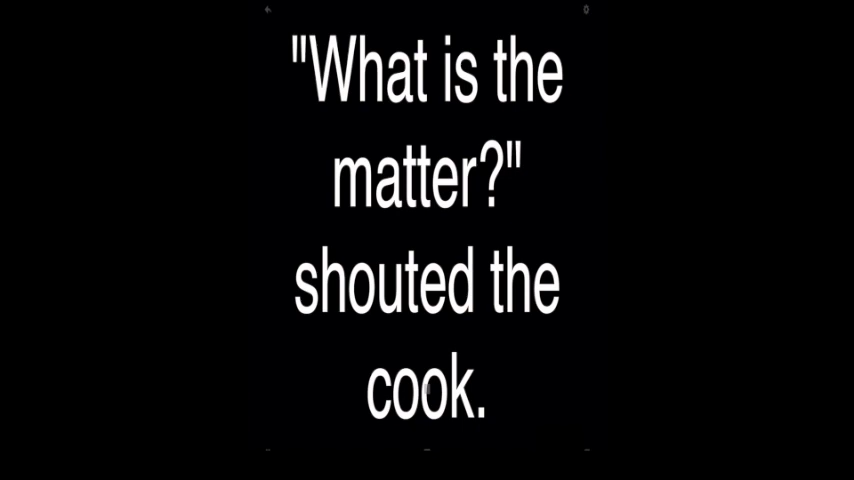 "What is the
matter?"
shouted the
cook.